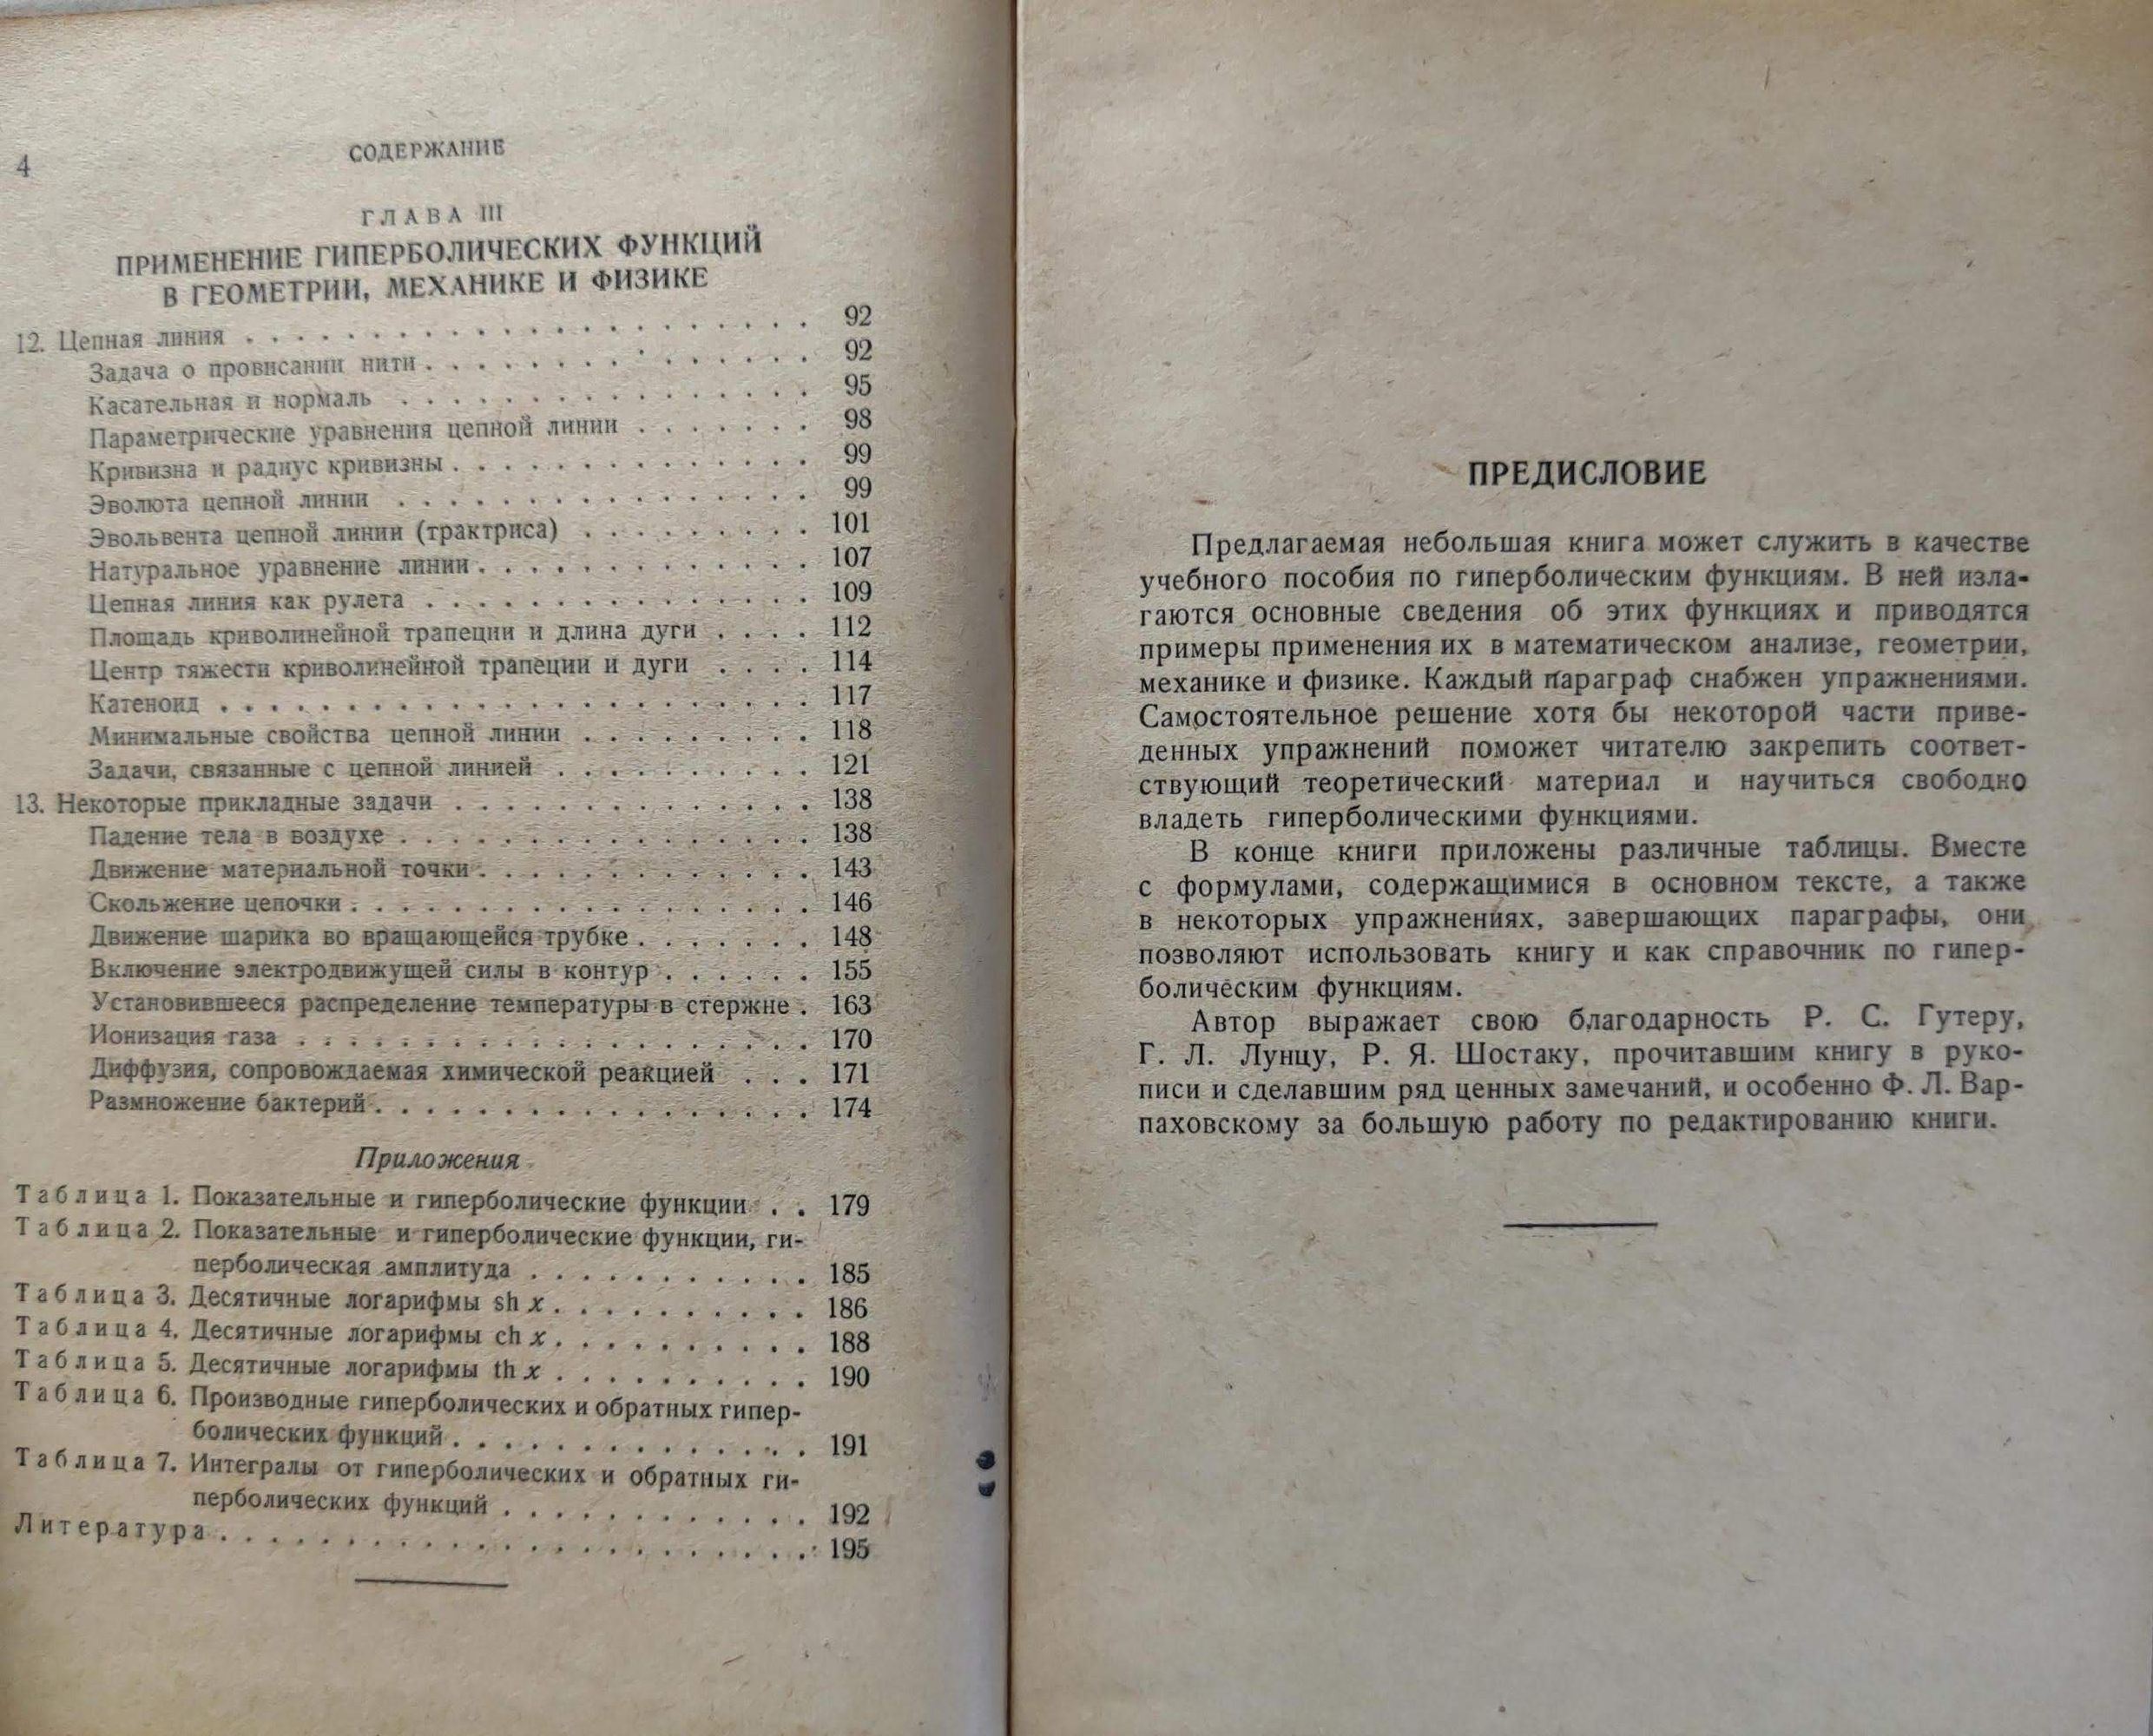 4
СОДЕРЖАНИЕ
ГЛАВА III
ПРИМЕНЕНИЕ ГИПЕРБОЛИЧЕСКИХ ФУНКЦИЙ
В ГЕОМЕТРИИ, МЕХАНИКЕ И ФИЗИКЕ
12. Цепная линия . . . . . . . . . . . . . . . . . . . . . . 92
Задача о провисании нити . . . . . . . . . . . . . . . 92
Касательная и нормаль . . . . . . . . . . . . . . . . 95
Параметрические уравнения цепной линии . . . . . . . 98
Кривизна и радиус кривизны . . . . . . . . . . . . . . 99
Эволюта цепной линии . . . . . . . . . . . . . . . . 99
Эвольвента цепной линии (трактриса) . . . . . . . . . 101
Натуральное уравнение линии . . . . . . . . . . . . . 107
Цепная линия как рулета . . . . . . . . . . . . . . . 109
Площадь криволинейной трапеции и длина дуги . . . . 112
Центр тяжести криволинейной трапеции и дуги . . . . 114
Катеноид . . . . . . . . . . . . . . . . . . . . . . . 117
Минимальные свойства цепной линии . . . . . . . . . 118
Задачи, связанные с цепной линией . . . . . . . . . . 121
13. Некоторые прикладные задачи . . . . . . . . . . . . . . 138
Падение тела в воздухе . . . . . . . . . . . . . . . . 138
Движение материальной точки . . . . . . . . . . . . . 143
Скольжение цепочки . . . . . . . . . . . . . . . . . . 146
Движение шарика во вращающейся трубке . . . . . . . 148
Включение электродвижущей силы в контур . . . . . . 155
Установившееся распределение температуры в стержне . 163
Ионизация газа . . . . . . . . . . . . . . . . . . . . 170
Диффузия, сопровождаемая химической реакцией . . . 171
Размножение бактерий . . . . . . . . . . . . . . . . . 174
Приложения
Таблица 1. Показательные и гиперболические функции . . 179
Таблица 2. Показательные и гиперболические функции, ги-
перболическая амплитуда . . . . . . . . . . . 185
Таблица 3. Десятичные логарифмы sh x . . . . . . . . . . 186
Таблица 4. Десятичные логарифмы ch x . . . . . . . . . . 188
Таблица 5. Десятичные логарифмы th x . . . . . . . . . . 190
Таблица 6. Производные гиперболических и обратных гипер-
болических функций . . . . . . . . . . . . . . 191
Таблица 7. Интегралы от гиперболических и обратных ги-
перболических функций . . . . . . . . . . . . 192
Литература . . . . . . . . . . . . . . . . . . . . . . . 195
ПРЕДИСЛОВИЕ
Предлагаемая небольшая книга может служить в качестве
учебного пособия по гиперболическим функциям. В ней изла-
гаются основные сведения об этих функциях и приводятся
примеры применения их в математическом анализе, геометрии,
механике и физике. Каждый параграф снабжен упражнениями.
Самостоятельное решение хотя бы некоторой части приве-
денных упражнений поможет читателю закрепить соответ-
ствующий теоретический материал и научиться свободно
владеть гиперболическими функциями.
В конце книги приложены различные таблицы. Вместе
с формулами, содержащимися в основном тексте, а также
в некоторых упражнениях, завершающих параграфы, они
позволяют использовать книгу и как справочник по гипер-
болическим функциям.
Автор выражает свою благодарность Р. С. Гутеру,
Г. Л. Лунцу, Р. Я. Шостаку, прочитавшим книгу в руко-
писи и сделавшим ряд ценных замечаний, и особенно Ф. Л. Вар-
паховскому за большую работу по редактированию книги.